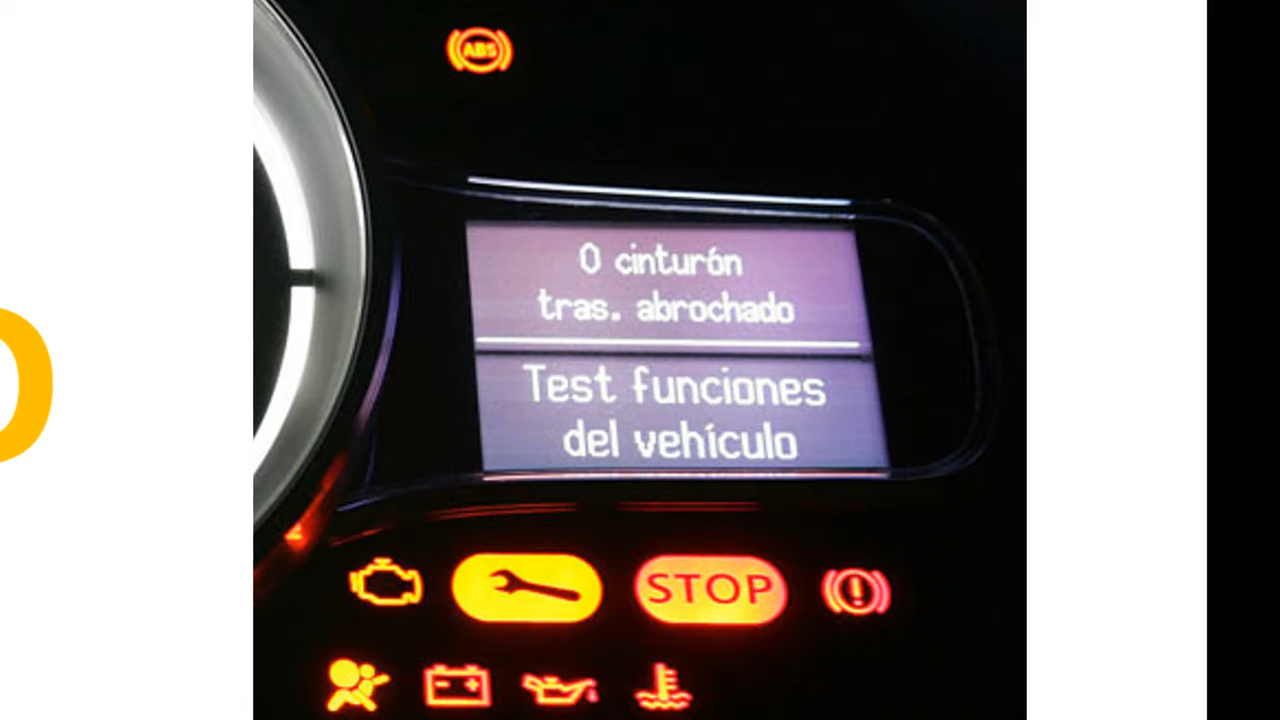 ABS
0 cinturón
tras. abrochado
Test funciones
del vehículo
STOP